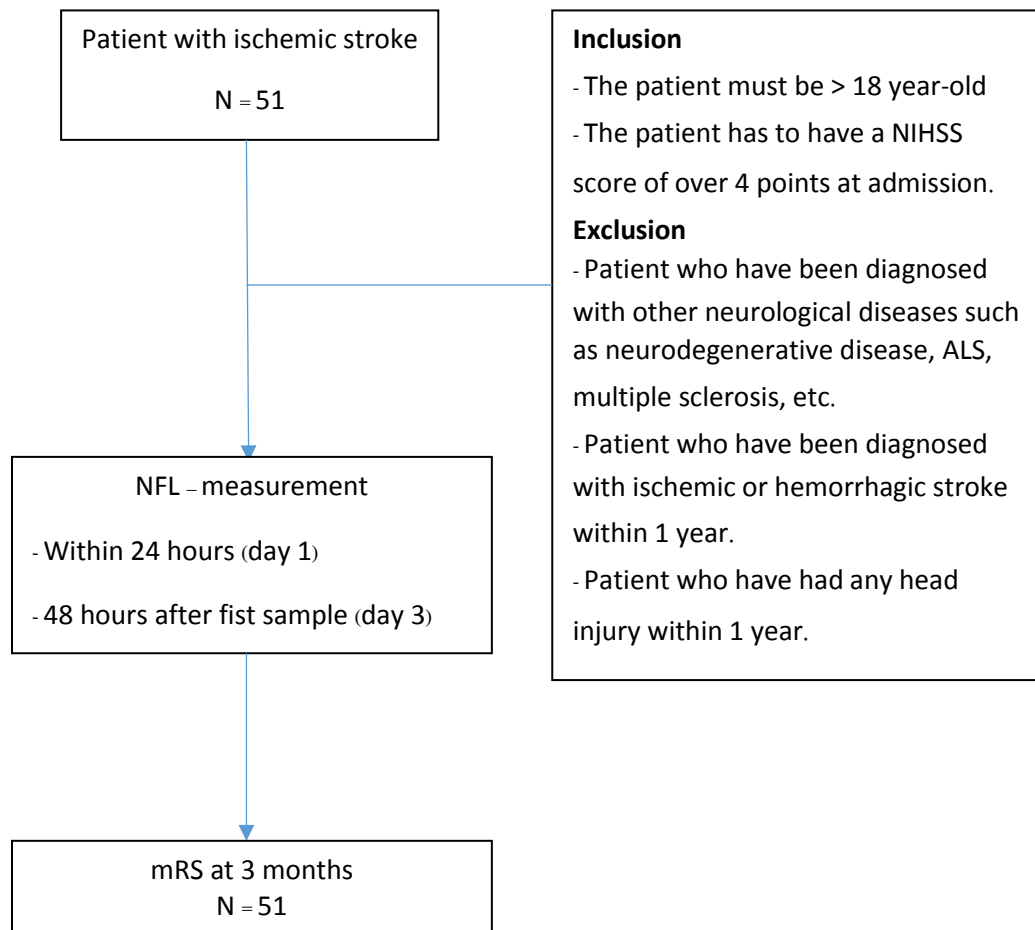 Patient with ischemic stroke
N = 51
Inclusion
- The patient must be > 18 year-old
- The patient has to have a NIHSS
score of over 4 points at admission.
Exclusion
- Patient who have been diagnosed
with other neurological diseases such
as neurodegenerative disease, ALS,
multiple sclerosis, etc.
- Patient who have been diagnosed
with ischemic or hemorrhagic stroke
within 1 year.
- Patient who have had any head
injury within 1 year.
NFL – measurement
- Within 24 hours (day 1)
- 48 hours after fist sample (day 3)
mRS at 3 months
N = 51